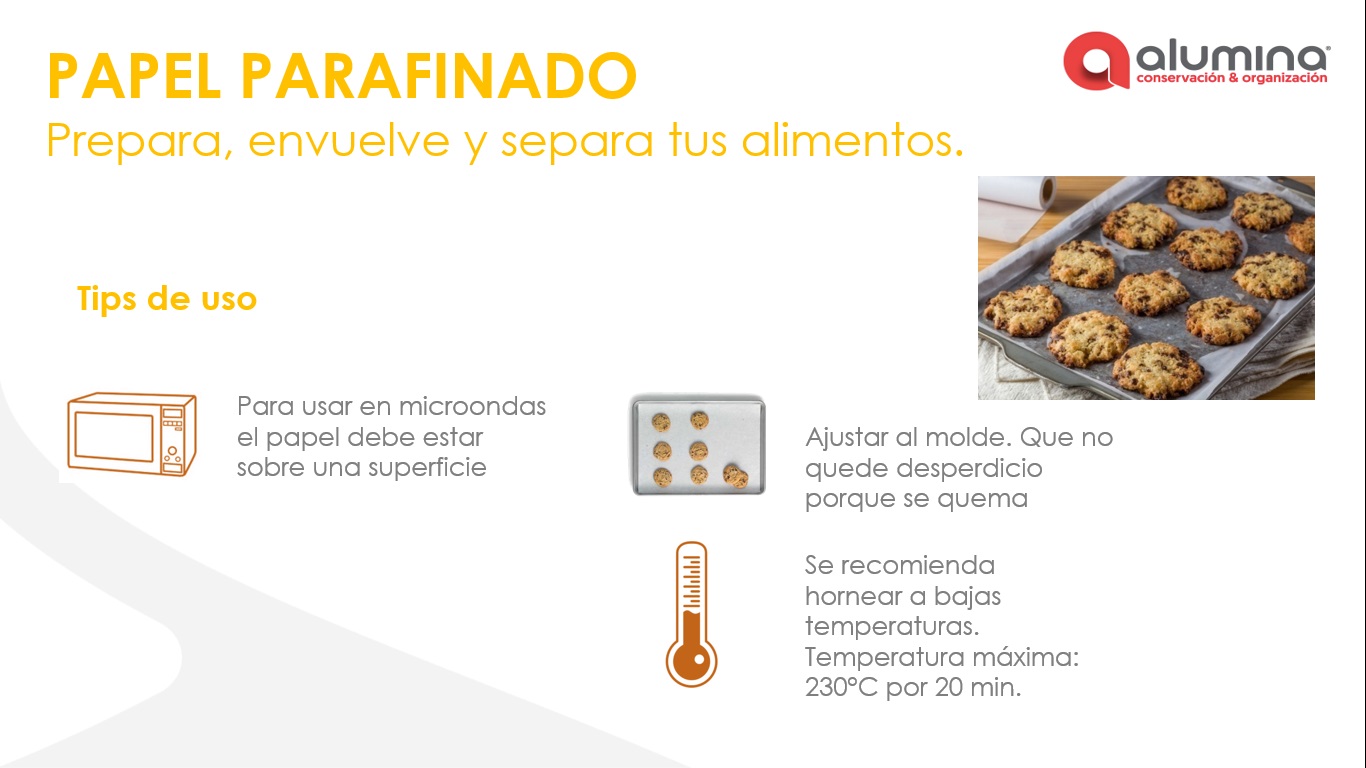 PAPEL PARAFINADO
Prepara, envuelve y separa tus alimentos.
alumina®
conservación & organización
Tips de uso
Para usar en microondas
el papel debe estar
sobre una superficie
Ajustar al molde. Que no
quede desperdicio
porque se quema
Se recomienda
hornear a bajas
temperaturas.
Temperatura máxima:
230°C por 20 min.